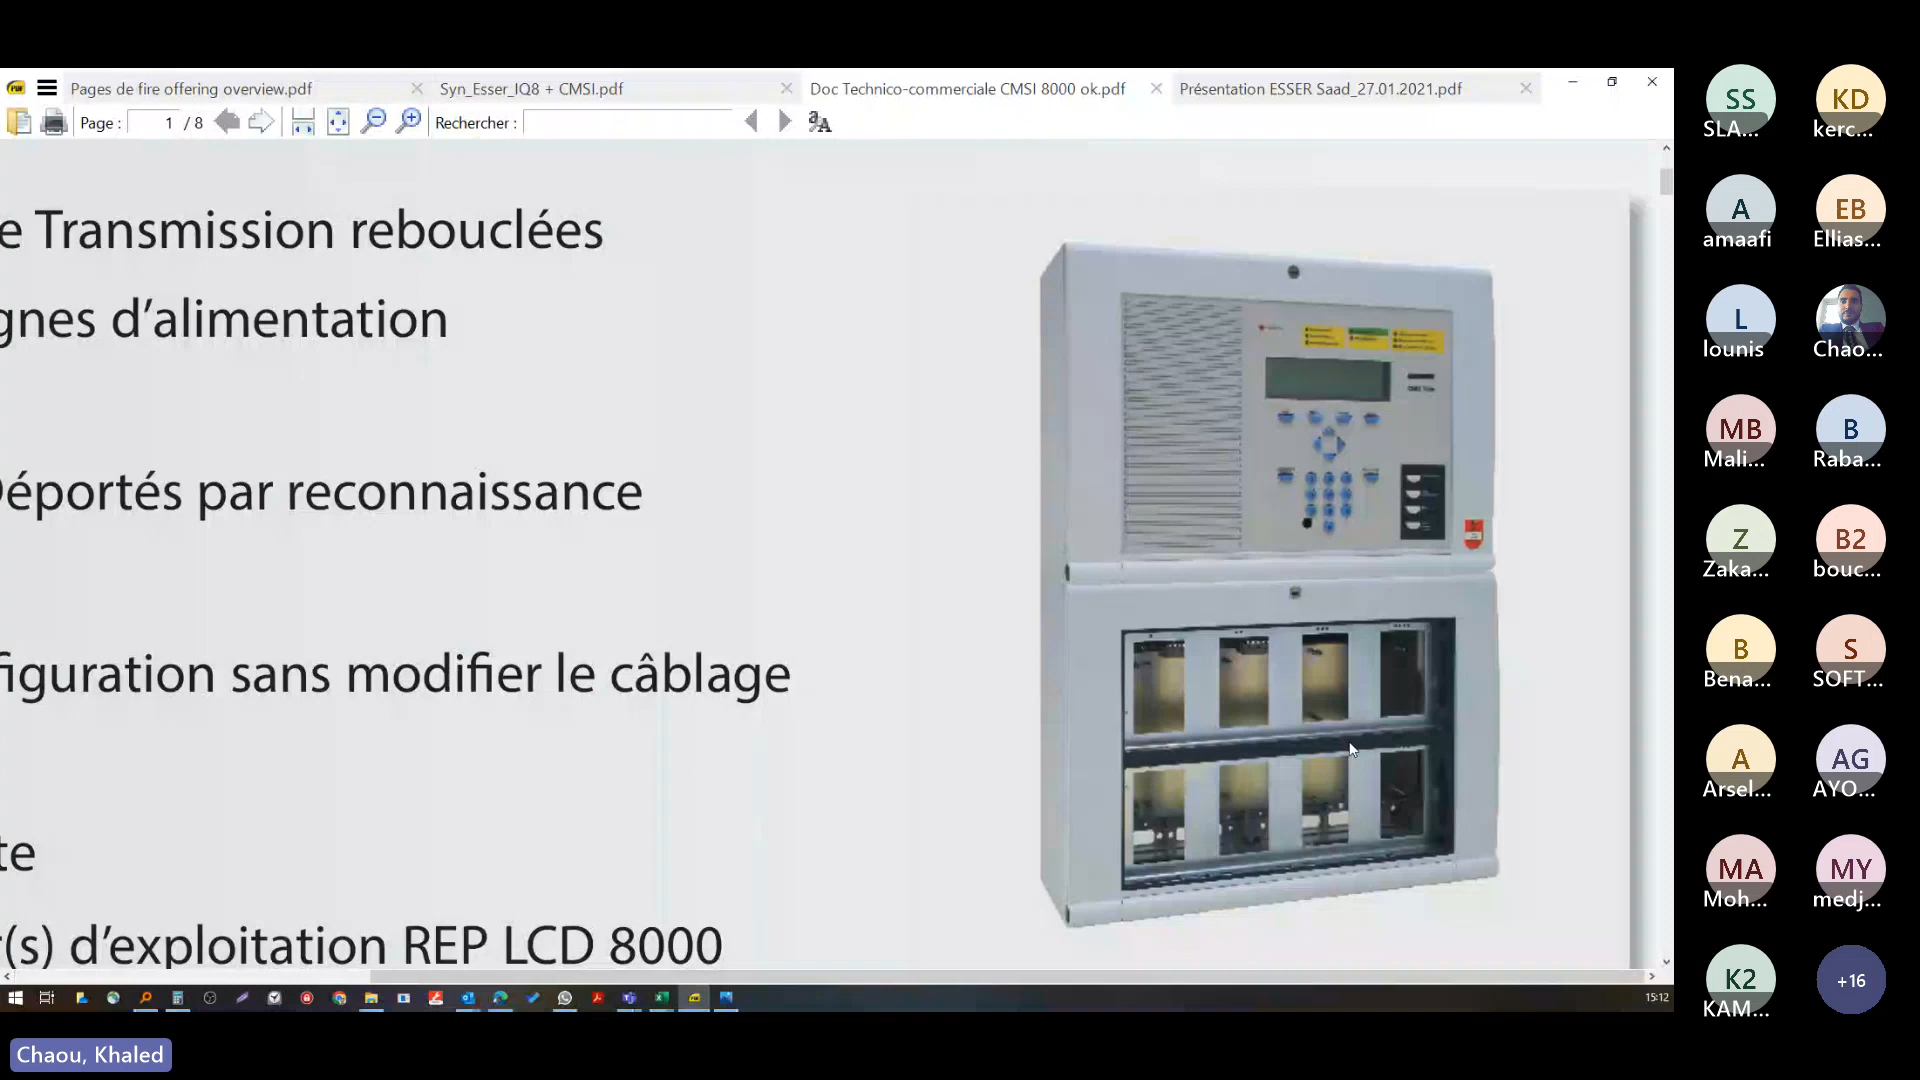 Pages de fire offering overview.pdf
Syn_Esser_IQ8 + CMSI.pdf
Doc Technico-commerciale CMSI 8000 ok.pdf
Présentation ESSER Saad_27.01.2021.pdf
Page : 1 / 8
Rechercher :
e Transmission rebouclées
gnes d’alimentation
Déportés par reconnaissance
figuration sans modifier le câblage
te
r(s) d’exploitation REP LCD 8000
15:12
Chaou, Khaled
SS
SLA...
KD
kerc...
A
amaafi
EB
Ellias...
L
lounis
Chao...
MB
Mali...
B
Raba...
Z
Zaka...
B2
bouc...
B
Bena...
S
SOFT...
A
Arsel...
AG
AYO...
MA
Moh...
MY
medj...
K2
KAM...
+16